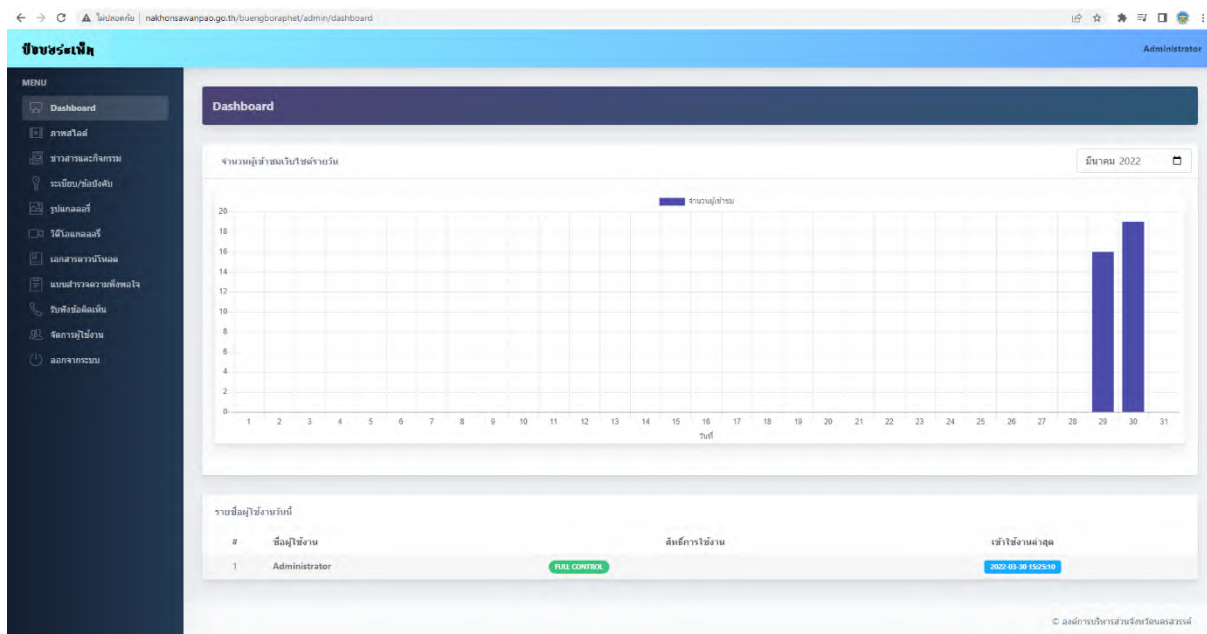 ไม่ปลอดภัย nakhonsawanpao.go.th/buengboraphet/admin/dashboard
บึงบอระเพ็ด
Administrator
MENU
Dashboard
ภาพสไลด์
ข่าวสารและกิจกรรม
ระเบียบ/ข้อบังคับ
รูปแกลลอรี่
วิดีโอแกลลอรี่
เอกสารดาวน์โหลด
แบบสำรวจความพึงพอใจ
รับฟังข้อคิดเห็น
จัดการผู้ใช้งาน
ออกจากระบบ
Dashboard
จำนวนผู้เข้าชมเว็บไซต์รายวัน
มีนาคม 2022
จำนวนผู้เข้าชม
20
18
16
14
12
10
8
6
4
2
0
1 2 3 4 5 6 7 8 9 10 11 12 13 14 15 16 17 18 19 20 21 22 23 24 25 26 27 28 29 30 31
วันที่
รายชื่อผู้ใช้งานวันนี้
# ชื่อผู้ใช้งาน สิทธิ์การใช้งาน เข้าใช้งานล่าสุด
1 Administrator FULL CONTROL 2022-03-30 15:25:10
© องค์การบริหารส่วนจังหวัดนครสวรรค์